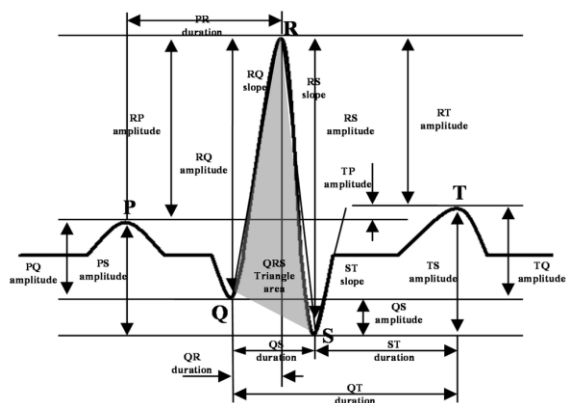 PR
duration
R
RQ
slope
RS
slope
RP
amplitude
RQ
amplitude
RS
amplitude
RT
amplitude
TP
amplitude
P
T
PQ
amplitude
PS
amplitude
QRS
Triangle
area
ST
slope
TS
amplitude
TQ
amplitude
Q
S
QS
amplitude
QS
duration
ST
duration
QR
duration
QT
duration